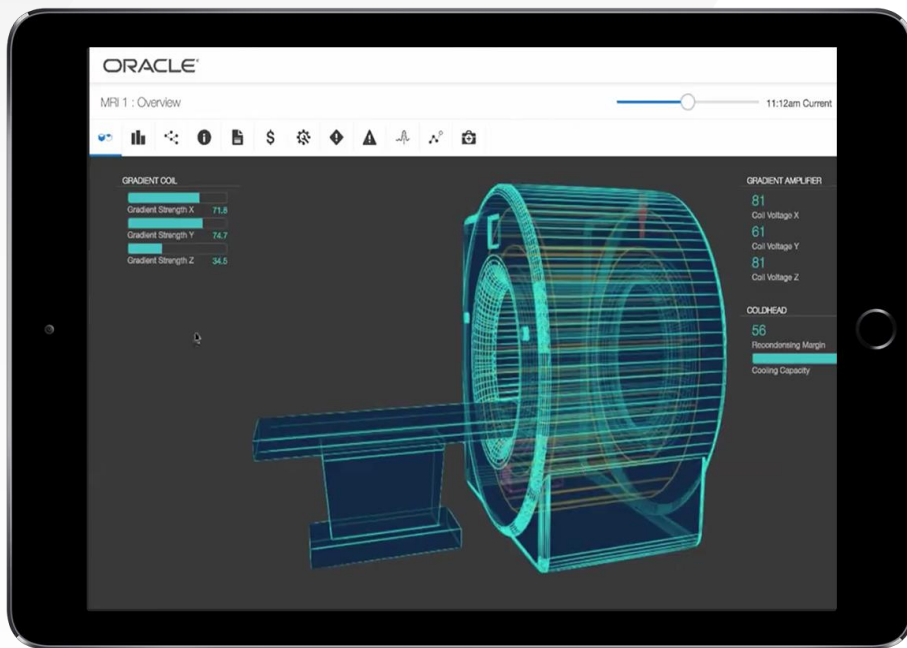 ORACLE
MRI 1 : Overview
11:12am Current
GRADIENT COIL
Gradient Strength X 71.8
Gradient Strength Y 74.7
Gradient Strength Z 34.5
GRADIENT AMPLIFIER
81
Coil Voltage X
61
Coil Voltage Y
81
Coil Voltage Z
COLDHEAD
56
Recondensing Margin
Cooling Capacity